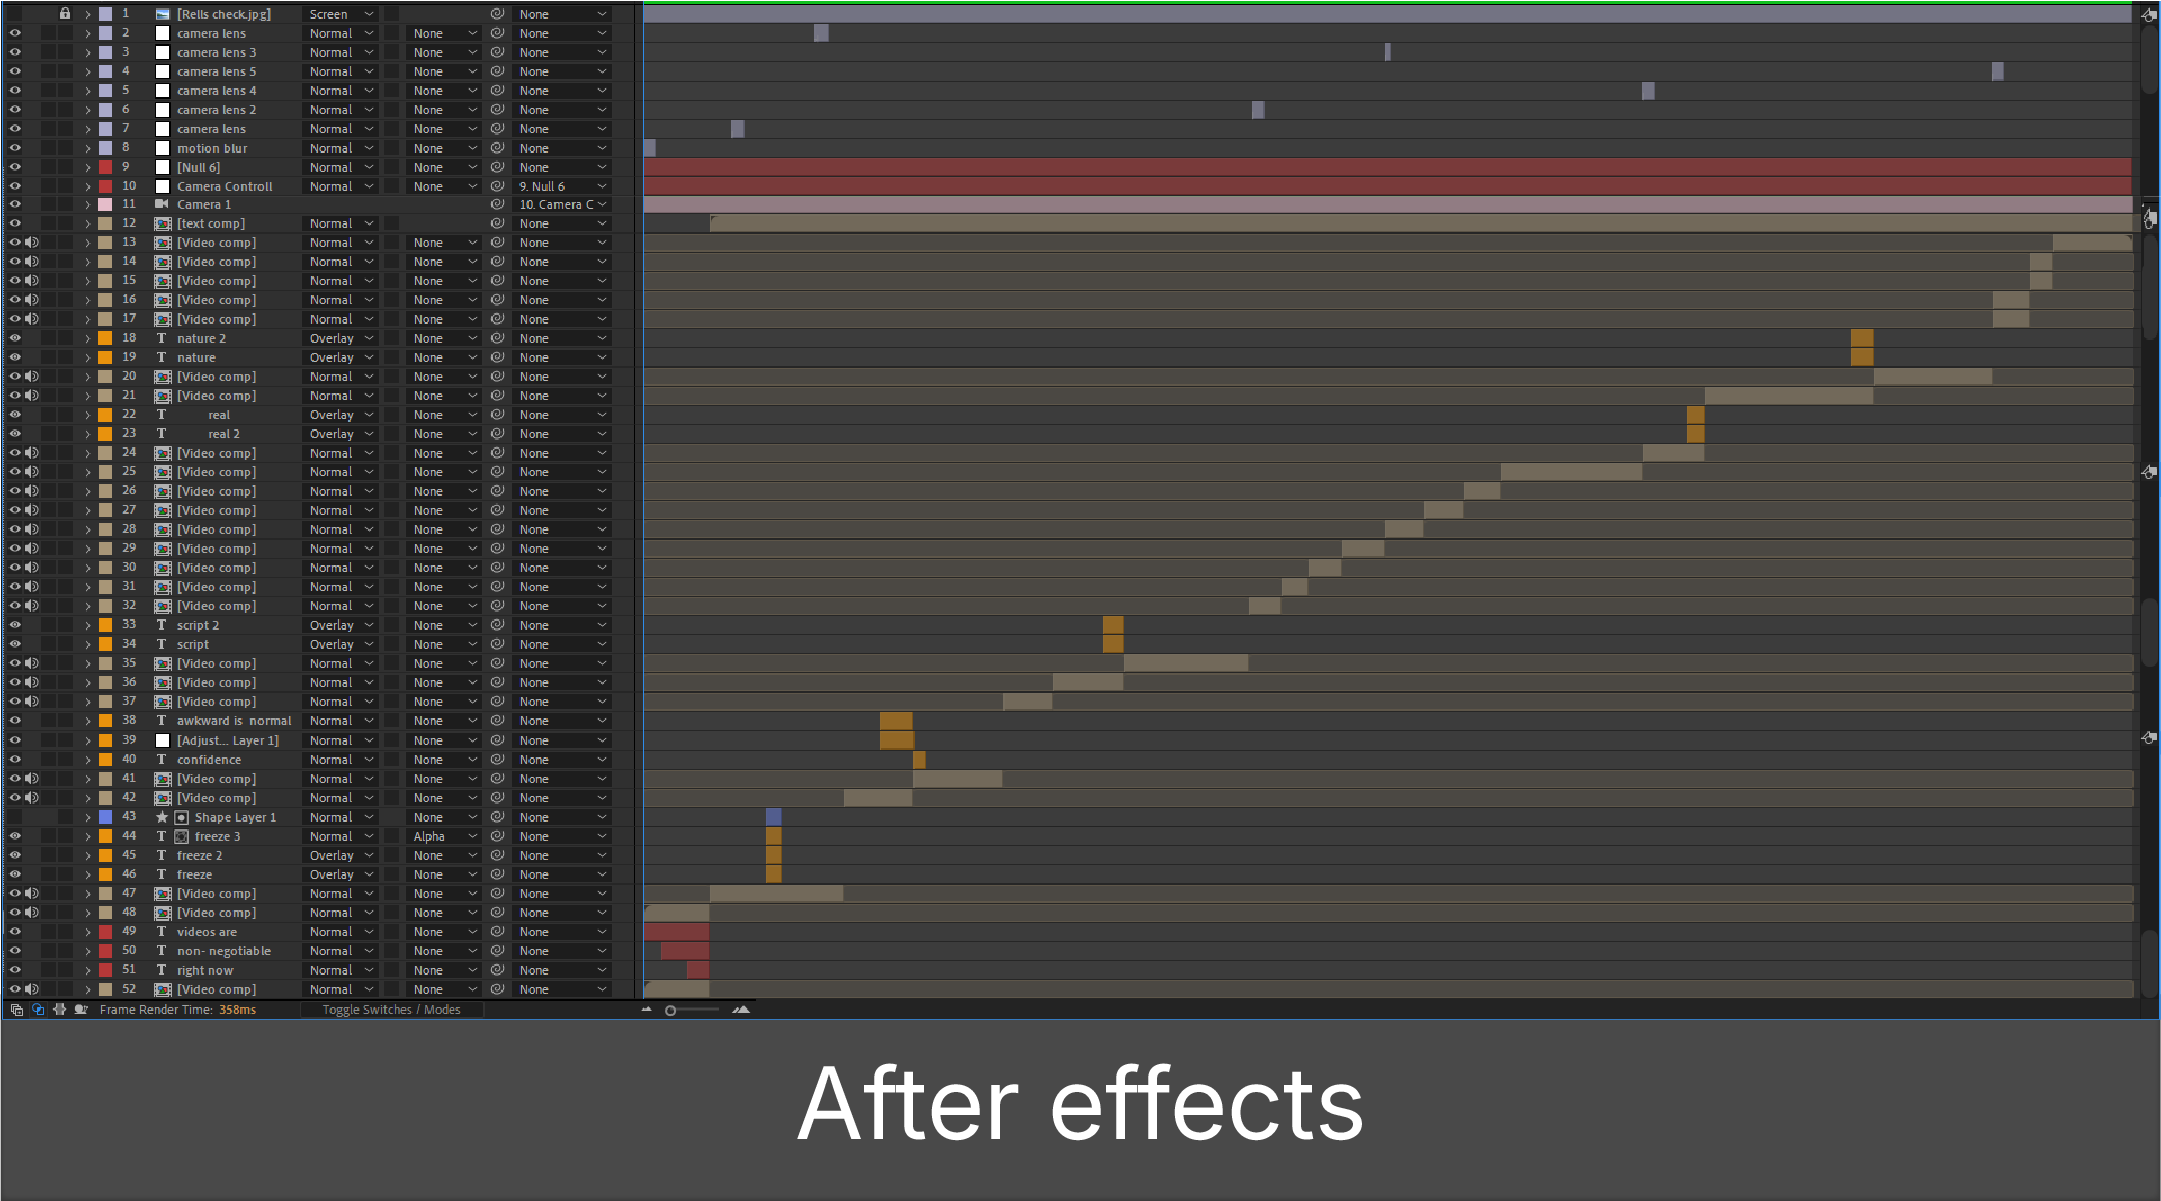 1 [Rells check.jpg] Screen None
2 camera lens Normal None None
3 camera lens 3 Normal None None
4 camera lens 5 Normal None None
5 camera lens 4 Normal None None
6 camera lens 2 Normal None None
7 camera lens Normal None None
8 motion blur Normal None None
9 [Null 6] Normal None None
10 Camera Controll Normal None 9. Null 6
11 Camera 1 10. Camera C
12 [text comp] Normal None
13 [Video comp] Normal None None
14 [Video comp] Normal None None
15 [Video comp] Normal None None
16 [Video comp] Normal None None
17 [Video comp] Normal None None
18 T nature 2 Overlay None None
19 T nature Overlay None None
20 [Video comp] Normal None None
21 [Video comp] Normal None None
22 T real Overlay None None
23 T real 2 Overlay None None
24 [Video comp] Normal None None
25 [Video comp] Normal None None
26 [Video comp] Normal None None
27 [Video comp] Normal None None
28 [Video comp] Normal None None
29 [Video comp] Normal None None
30 [Video comp] Normal None None
31 [Video comp] Normal None None
32 [Video comp] Normal None None
33 T script 2 Overlay None None
34 T script Overlay None None
35 [Video comp] Normal None None
36 [Video comp] Normal None None
37 [Video comp] Normal None None
38 T awkward is normal Normal None None
39 [Adjust... Layer 1] Normal None None
40 T confidence Normal None None
41 [Video comp] Normal None None
42 [Video comp] Normal None None
43 Shape Layer 1 Normal None None
44 T freeze 3 Normal Alpha None
45 T freeze 2 Overlay None None
46 T freeze Overlay None None
47 [Video comp] Normal None None
48 [Video comp] Normal None None
49 T videos are Normal None None
50 T non- negotiable Normal None None
51 T right now Normal None None
52 [Video comp] Normal None None
Frame Render Time: 358ms Toggle Switches / Modes
After effects